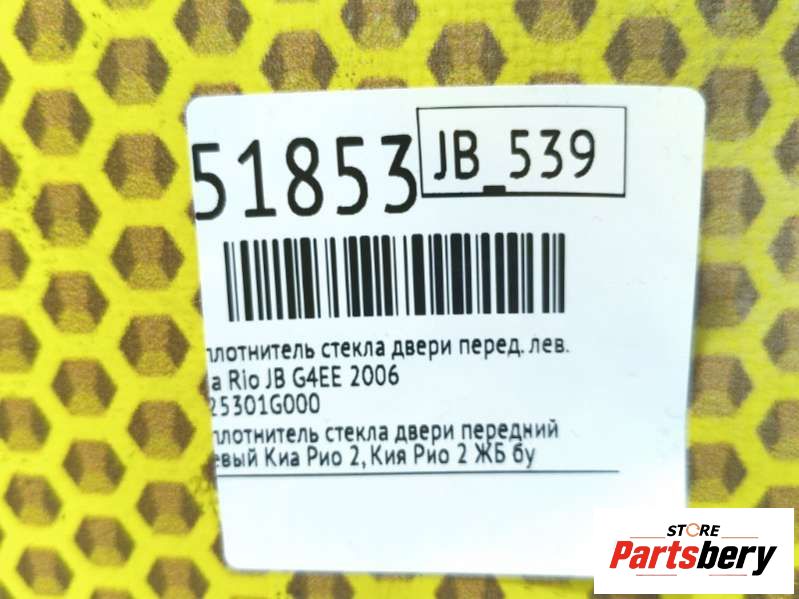 51853
JB_539
плотнитель стекла двери перед. лев.
а Rio JB G4EE 2006
25301G000
плотнитель стекла двери передний
евый Киа Рио 2, Кия Рио 2 ЖБ бу
STORE
Partsbery